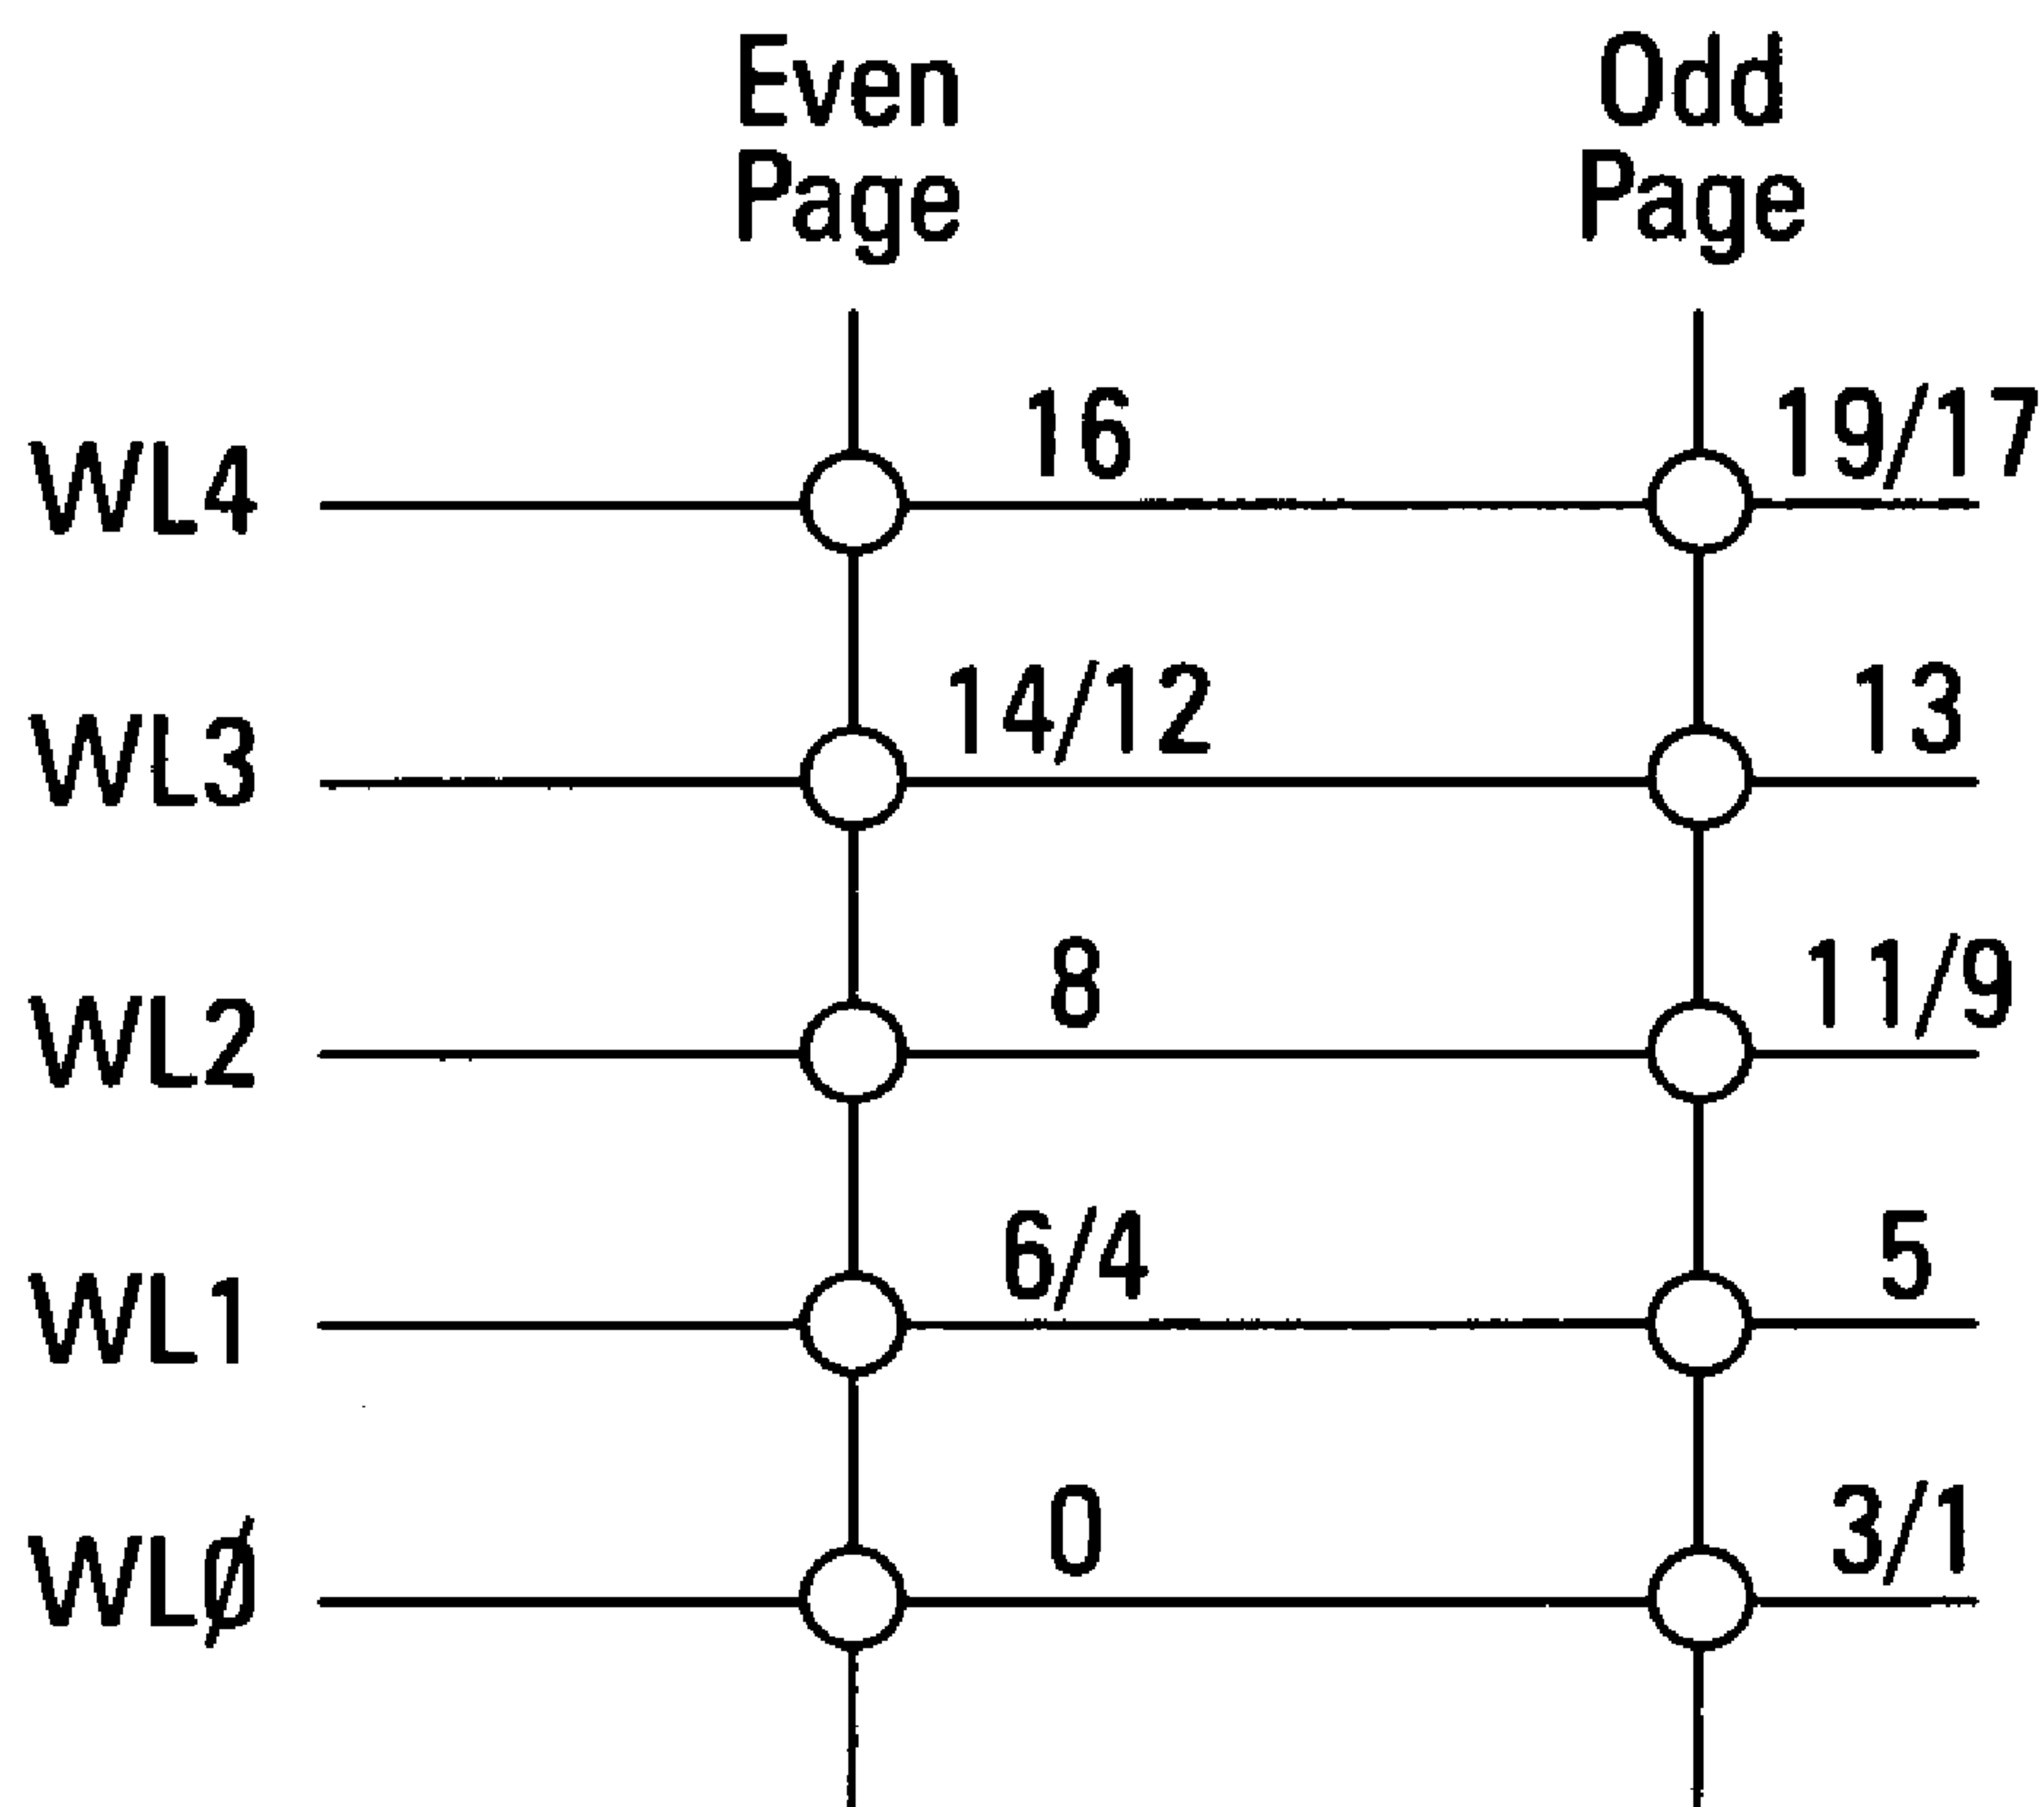 Even Odd
Page Page
16 19/17
WL4
14/12 13
WL3
8 11/9
WL2
6/4 5
WL1
0 3/1
WLØ